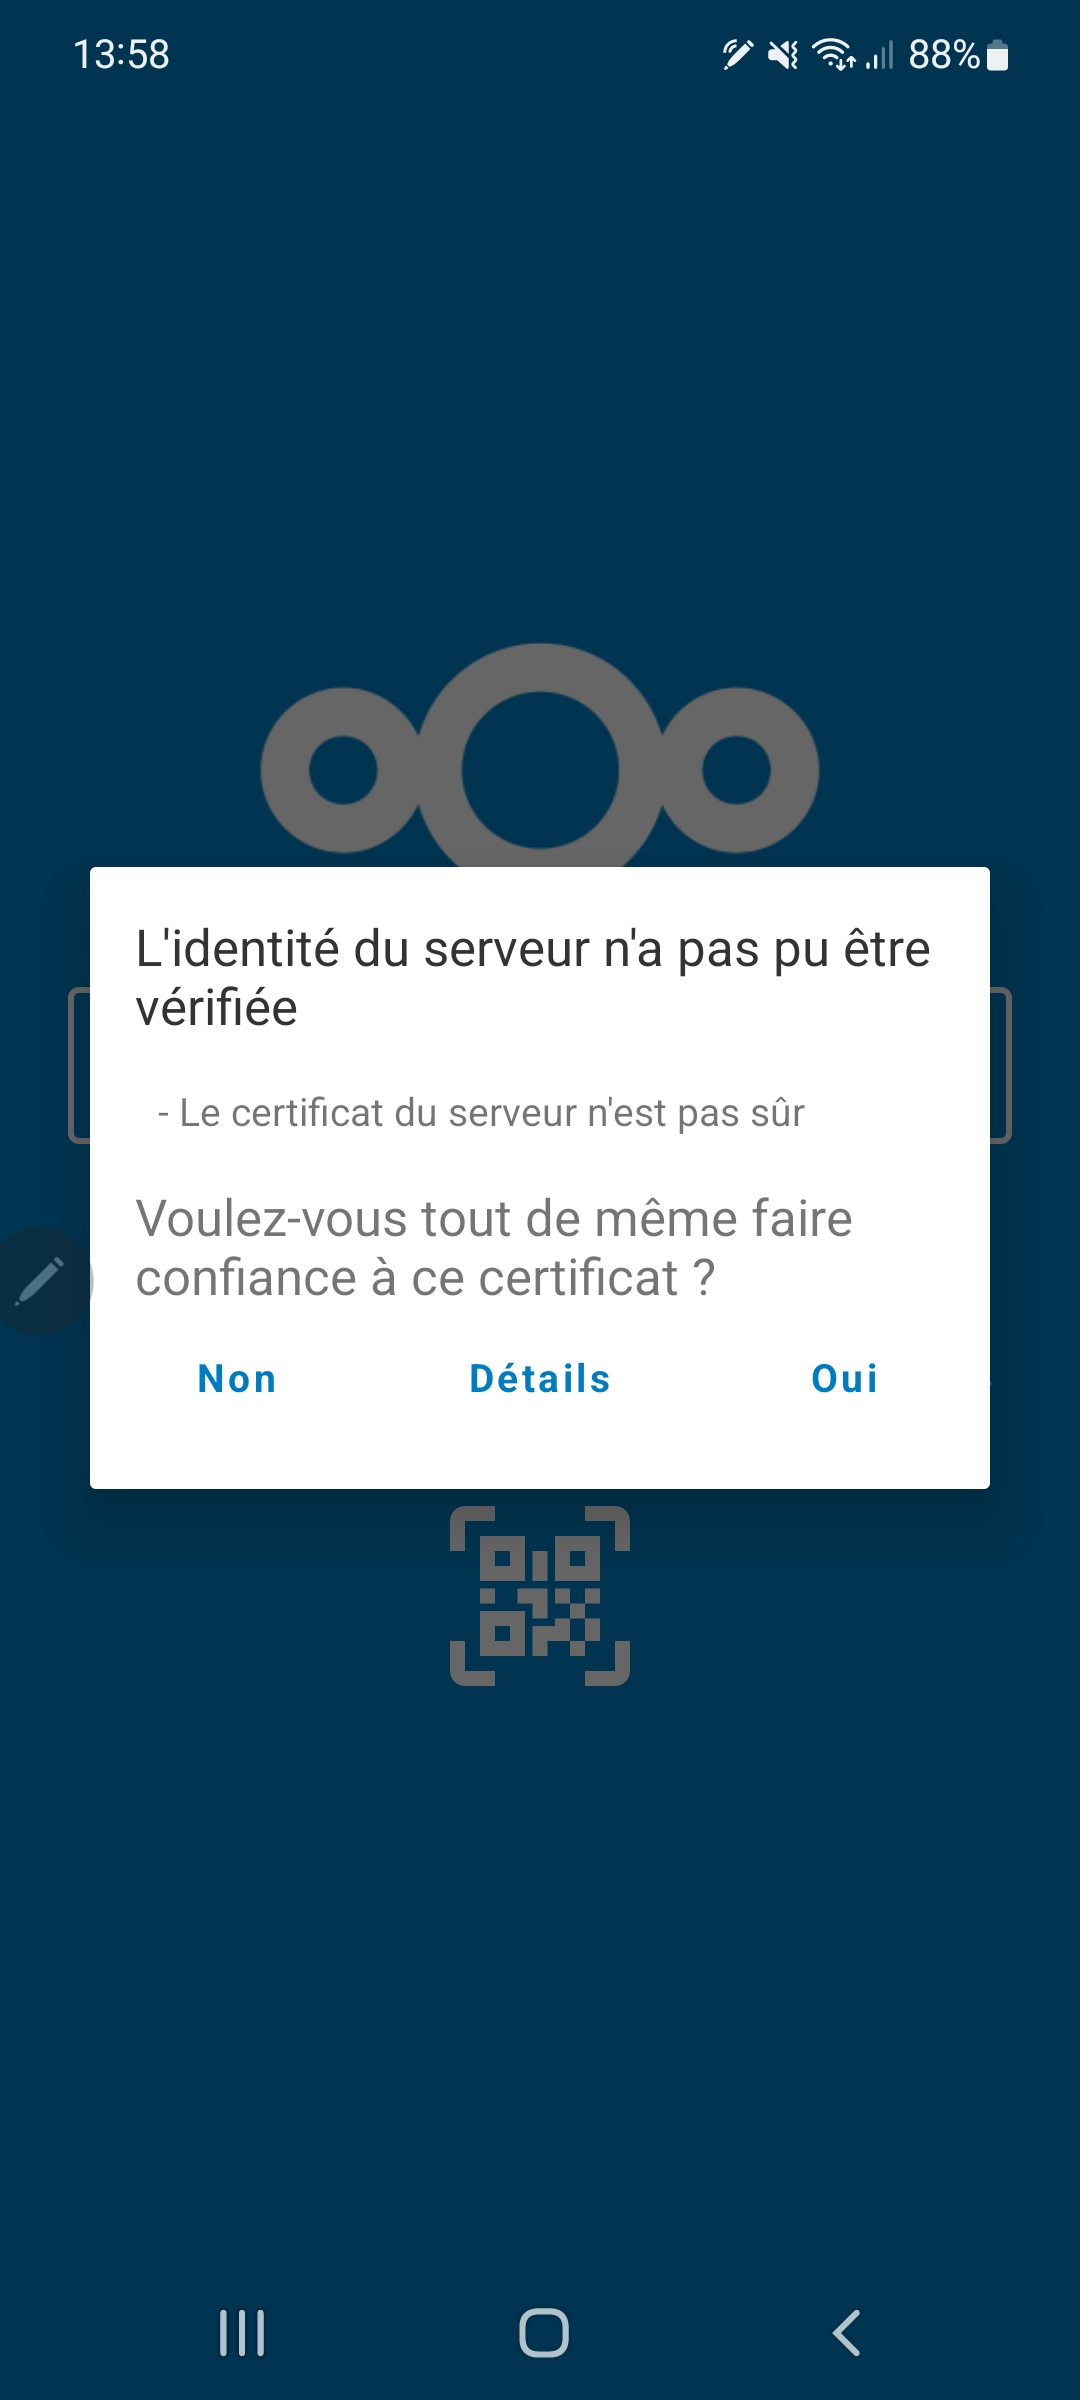 13:58
88%
L'identité du serveur n'a pas pu être
vérifiée
- Le certificat du serveur n'est pas sûr
Voulez-vous tout de même faire
confiance à ce certificat ?
Non
Détails
Oui